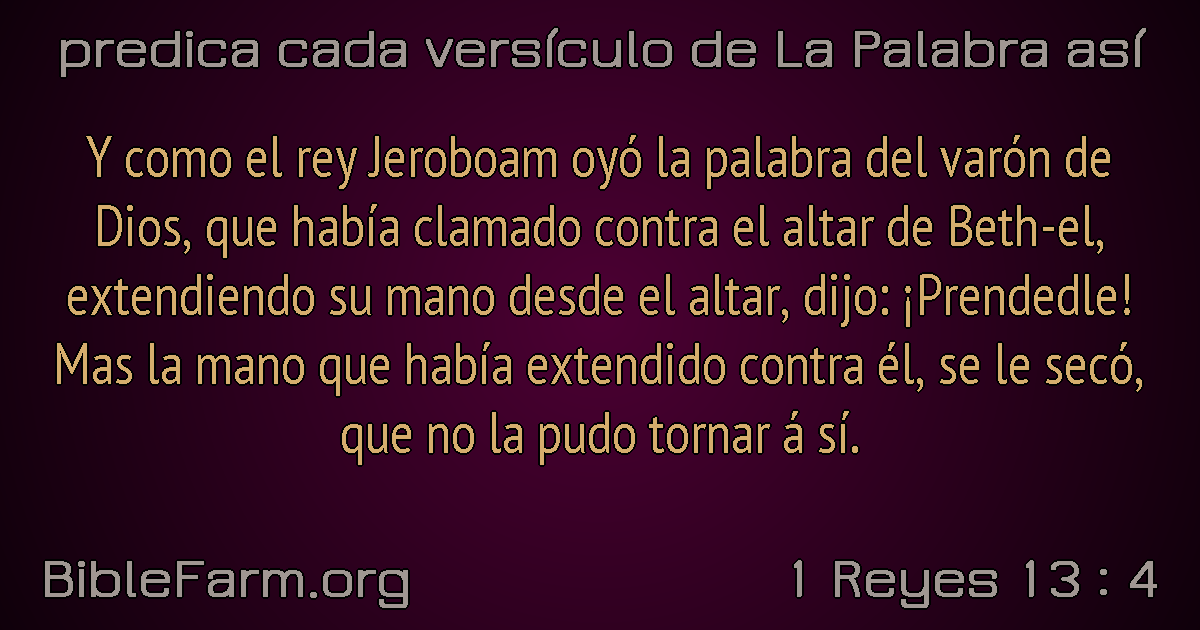 predica cada versículo de La Palabra así
Y como el rey Jeroboam oyó la palabra del varón de
Dios, que había clamado contra el altar de Beth-el,
extendiendo su mano desde el altar, dijo: ¡Prendedle!
Mas la mano que había extendido contra él, se le secó,
que no la pudo tornar á sí.
BibleFarm.org
1 Reyes 13 : 4